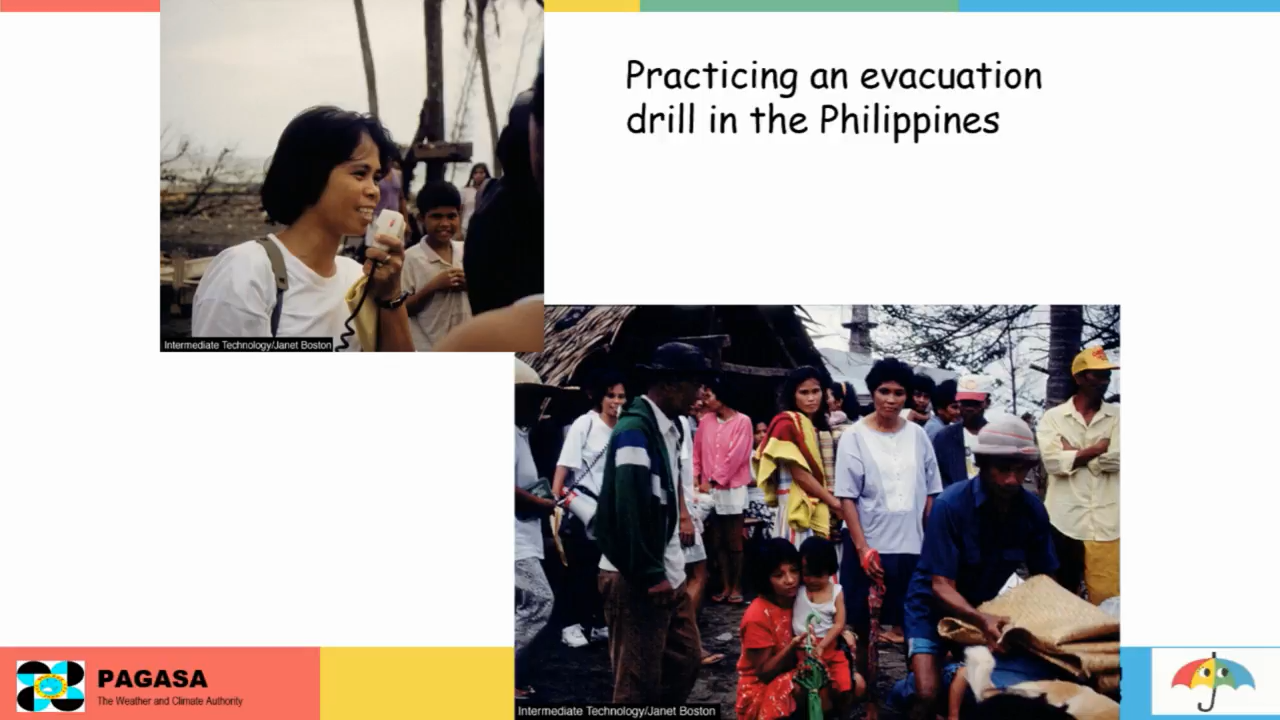 Practicing an evacuation
drill in the Philippines
Intermediate Technology/Janet Boston
Intermediate Technology/Janet Boston
PAGASA
The Weather and Climate Authority